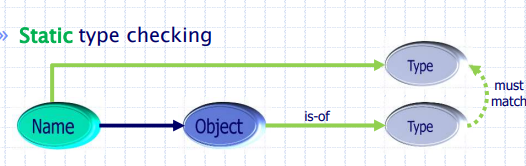 » Static type checking
Type
must
match
is-of
Name
Object
Type